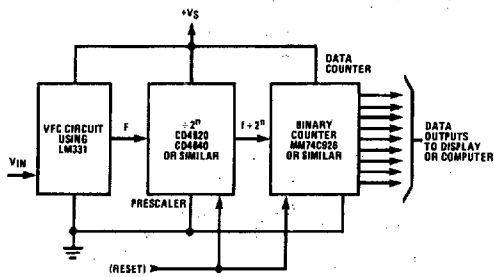 +VS
DATA
COUNTER
VFC CIRCUIT
USING
LM331
F
÷2ⁿ
CD4020
CD4040
OR SIMILAR
f ÷ 2ⁿ
BINARY
COUNTER
MM74C926
OR SIMILAR
DATA
OUTPUTS
TO DISPLAY
OR COMPUTER
VIN
PRESCALER
(RESET)